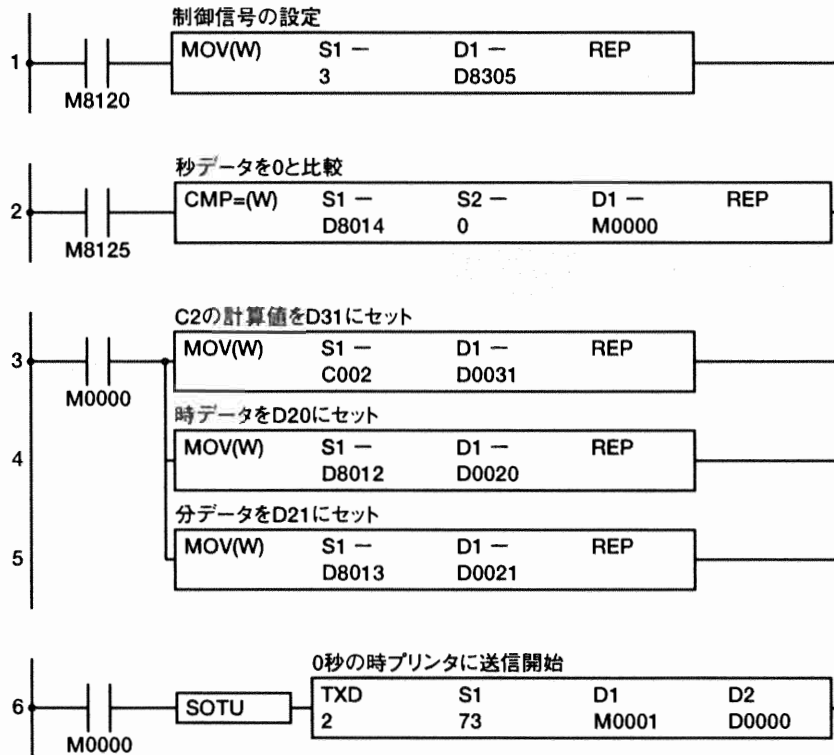 制御信号の設定
1 MOV(W) S1 － D1 － REP
3 D8305
M8120
秒データを0と比較
2 CMP=(W) S1 － S2 － D1 － REP
D8014 0 M0000
M8125
C2の計算値をD31にセット
3 MOV(W) S1 － D1 － REP
C002 D0031
M0000
時データをD20にセット
4 MOV(W) S1 － D1 － REP
D8012 D0020
分データをD21にセット
5 MOV(W) S1 － D1 － REP
D8013 D0021
0秒の時プリンタに送信開始
6 SOTU TXD S1 D1 D2
2 73 M0001 D0000
M0000